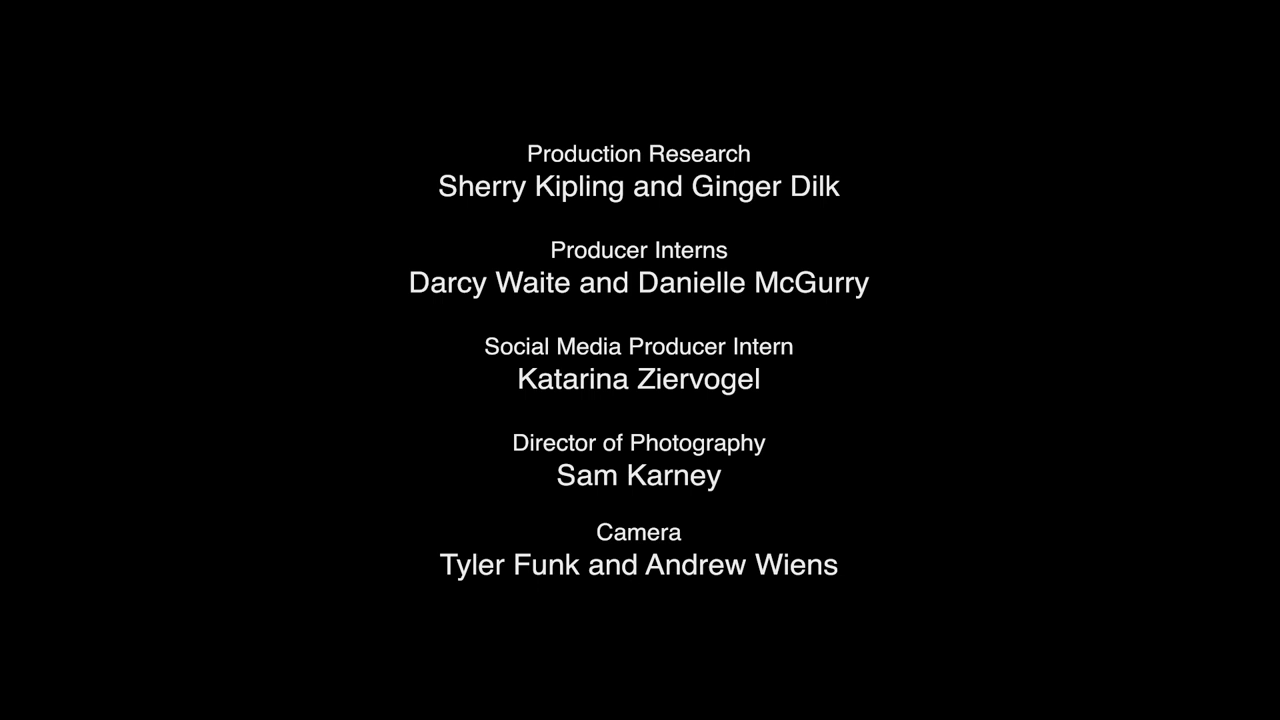 Production Research
Sherry Kipling and Ginger Dilk
Producer Interns
Darcy Waite and Danielle McGurry
Social Media Producer Intern
Katarina Ziervogel
Director of Photography
Sam Karney
Camera
Tyler Funk and Andrew Wiens